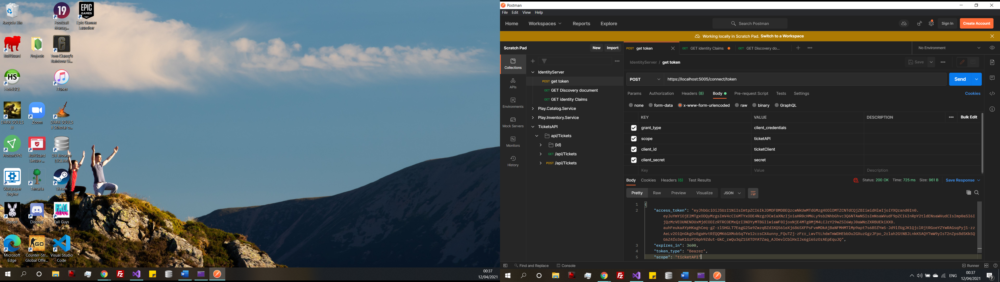 Recycle Bin
Football
Manag...
Epic Games
Launcher
19
EPIC
GAMES
BullGuard
Projects
Tom Clancy's
Rainbow Si...
HS
HeidiSQL
iTunes
DARK SOULS
III
Zoom
DARK SOULS
II Scholar o...
ProtonVPN
BullGuard
Secure ...
DB Browser
(SQLite)
Wallpaper
Engine
Terraria
Steam
Deceit
Discord
FALL
GUYS
Fall Guys
GO
Microsoft
Edge
Counter-Str...
Global Offe...
Visual Studio
Code
00:37
12/04/2021
Postman
File Edit View Help
Home Workspaces Reports Explore Search Postman Sign In Create Account
Working locally in Scratch Pad. Switch to a Workspace
Scratch Pad New Import
POST get token GET GET identity Claims GET GET Discovery do... No Environment
Collections
APIs
Environments
Mock Servers
Monitors
History
IdentityServer
POST get token
GET GET Discovery document
GET GET identity Claims
Play.Catalog.Service
Play.Inventory.Service
TicketsAPI
api/Tickets
{id}
GET /api/Tickets
POST /api/Tickets
IdentityServer / get token Save
POST https://localhost:5005/connect/token Send
Params Authorization Headers (8) Body Pre-request Script Tests Settings Cookies
none form-data x-www-form-urlencoded raw binary GraphQL
KEY VALUE DESCRIPTION Bulk Edit
grant_type client_credentials
scope ticketAPI
client_id ticketClient
client_secret secret
Key Value Description
Body Cookies Headers (6) Test Results Status: 200 OK Time: 725 ms Size: 961 B Save Response
Pretty Raw Preview Visualize JSON
1 {
2 "access_token":
3 "expires_in": 3600,
4 "token_type": "Bearer",
5 "scope": "ticketAPI"
Find and Replace Console Runner
ENG
00:37
12/04/2021
7